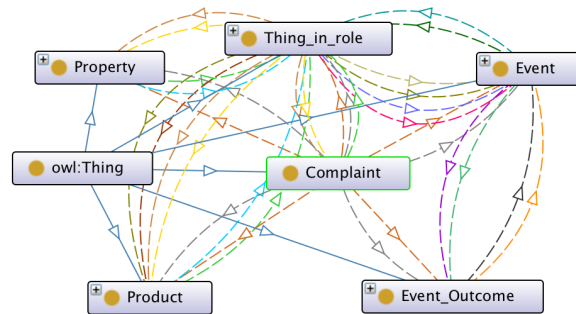 Thing_in_role
Property
Event
owl:Thing
Complaint
Product
Event_Outcome